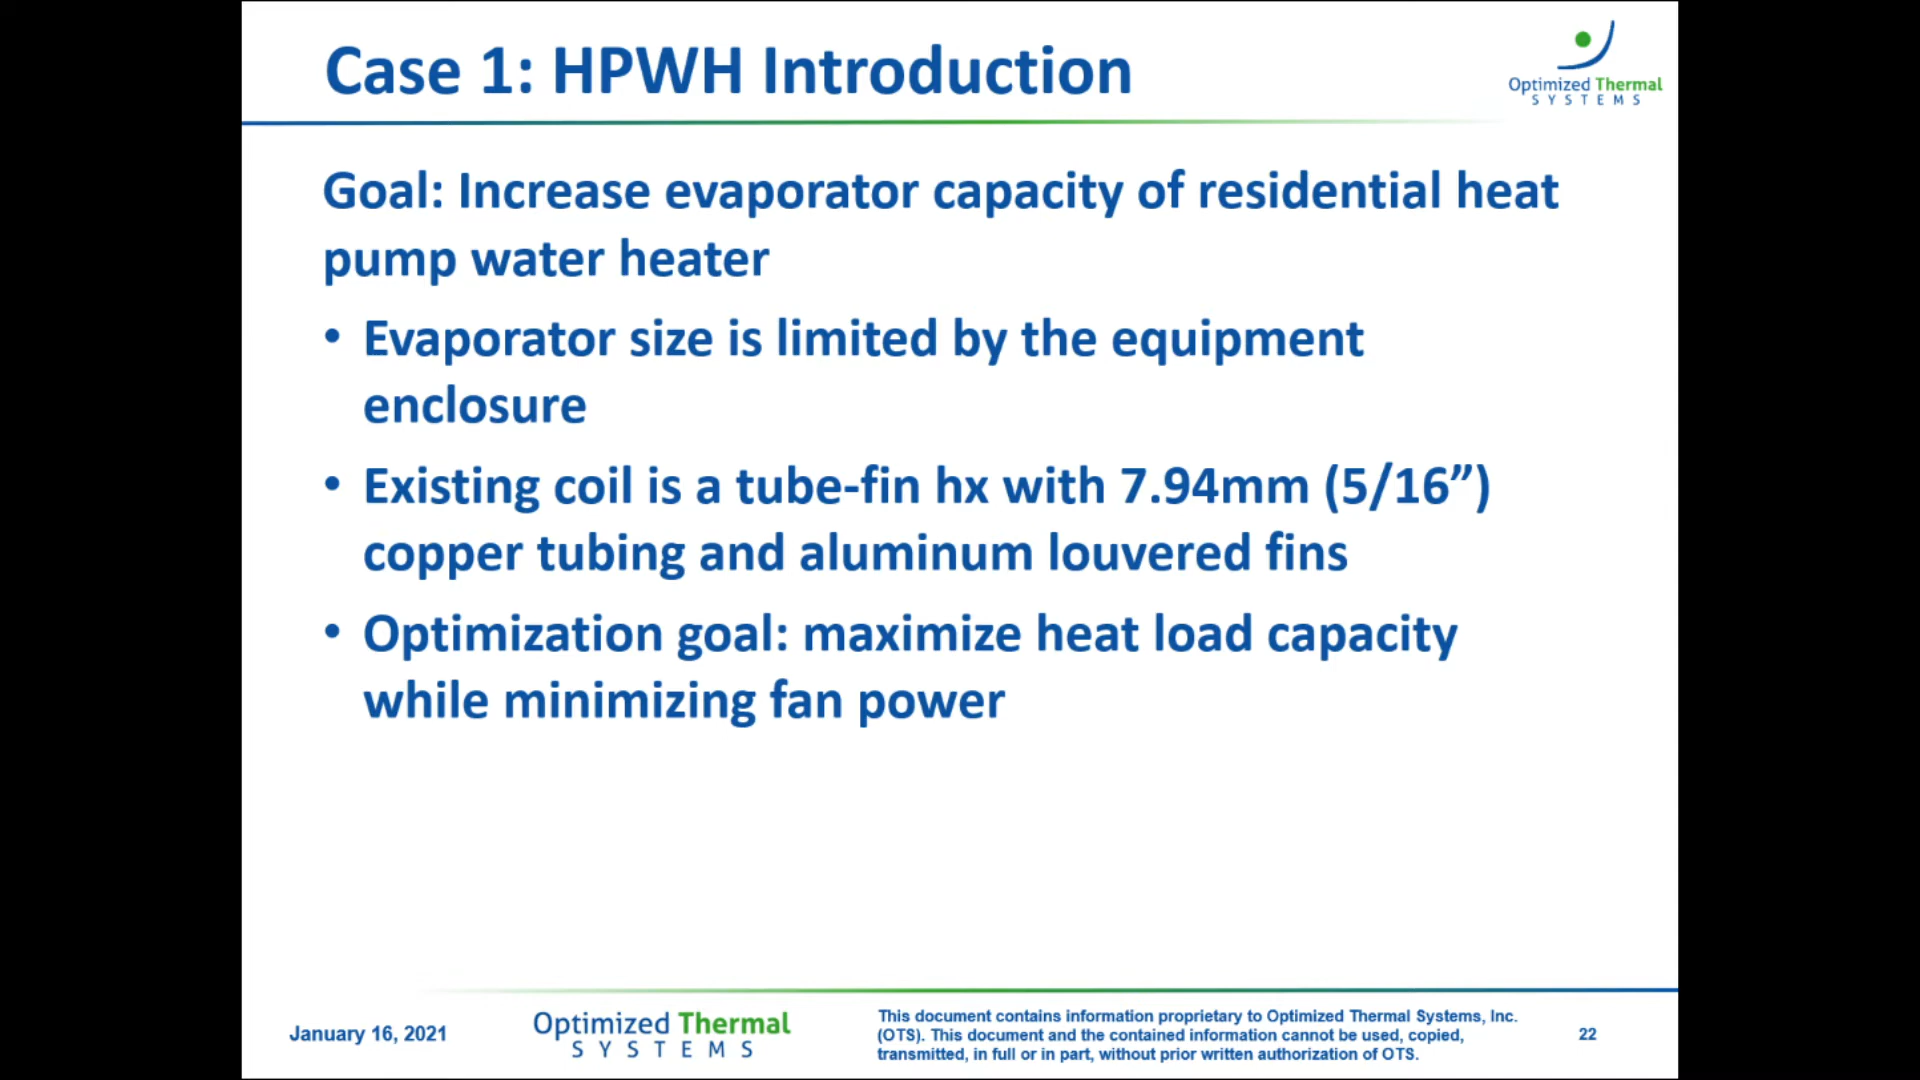 Case 1: HPWH Introduction
Optimized Thermal
SYSTEMS
Goal: Increase evaporator capacity of residential heat
pump water heater
• Evaporator size is limited by the equipment
enclosure
• Existing coil is a tube-fin hx with 7.94mm (5/16”)
copper tubing and aluminum louvered fins
• Optimization goal: maximize heat load capacity
while minimizing fan power
January 16, 2021
Optimized Thermal
SYSTEMS
This document contains information proprietary to Optimized Thermal Systems, Inc.
(OTS). This document and the contained information cannot be used, copied,
transmitted, in full or in part, without prior written authorization of OTS.
22